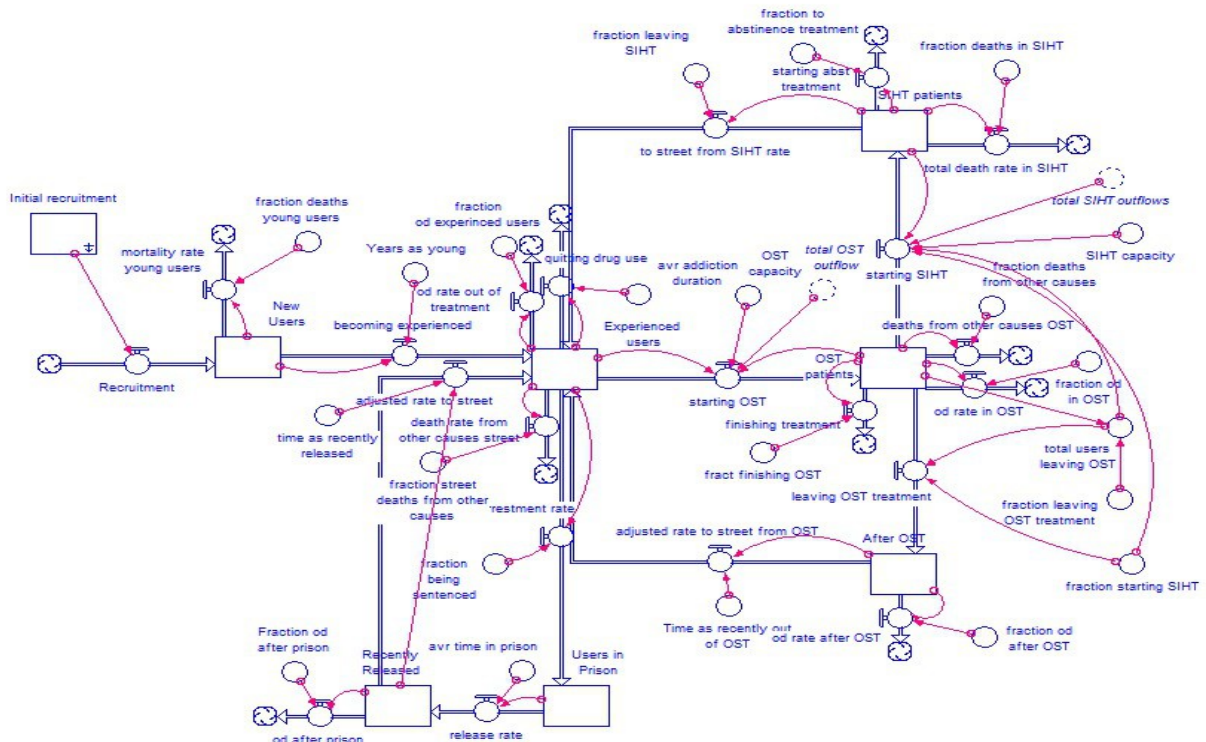 fraction to
abstinence treatment
fraction leaving
SIHT
fraction deaths in SIHT
starting abst
treatment
SIHT patients
to street from SIHT rate
total death rate in SIHT
Initial recruitment
fraction deaths
young users
mortality rate
young users
fraction
od experinced users
Years as young
quitting drug use
avr addiction
duration
OST
capacity
total OST
outflow
total SIHT outflows
SIHT capacity
starting SIHT
fraction deaths
from other causes
od rate out of
treatment
New
Users
becoming experienced
Experienced
users
deaths from other causes OST
OST
patients
Recruitment
adjusted rate to street
starting OST
od rate in OST
fraction od
in OST
time as recently
released
death rate from
other causes street
finishing treatment
total users
leaving OST
fraction street
deaths from other
causes
fract finishing OST
leaving OST treatment
fraction leaving
OST treatment
restment rate
adjusted rate to street from OST
After OST
fraction
being
sentenced
fraction starting SIHT
Time as recently out
of OST
od rate after OST
fraction od
after OST
Fraction od
after prison
Recently
Released
avr time in prison
Users in
Prison
od after prison
release rate